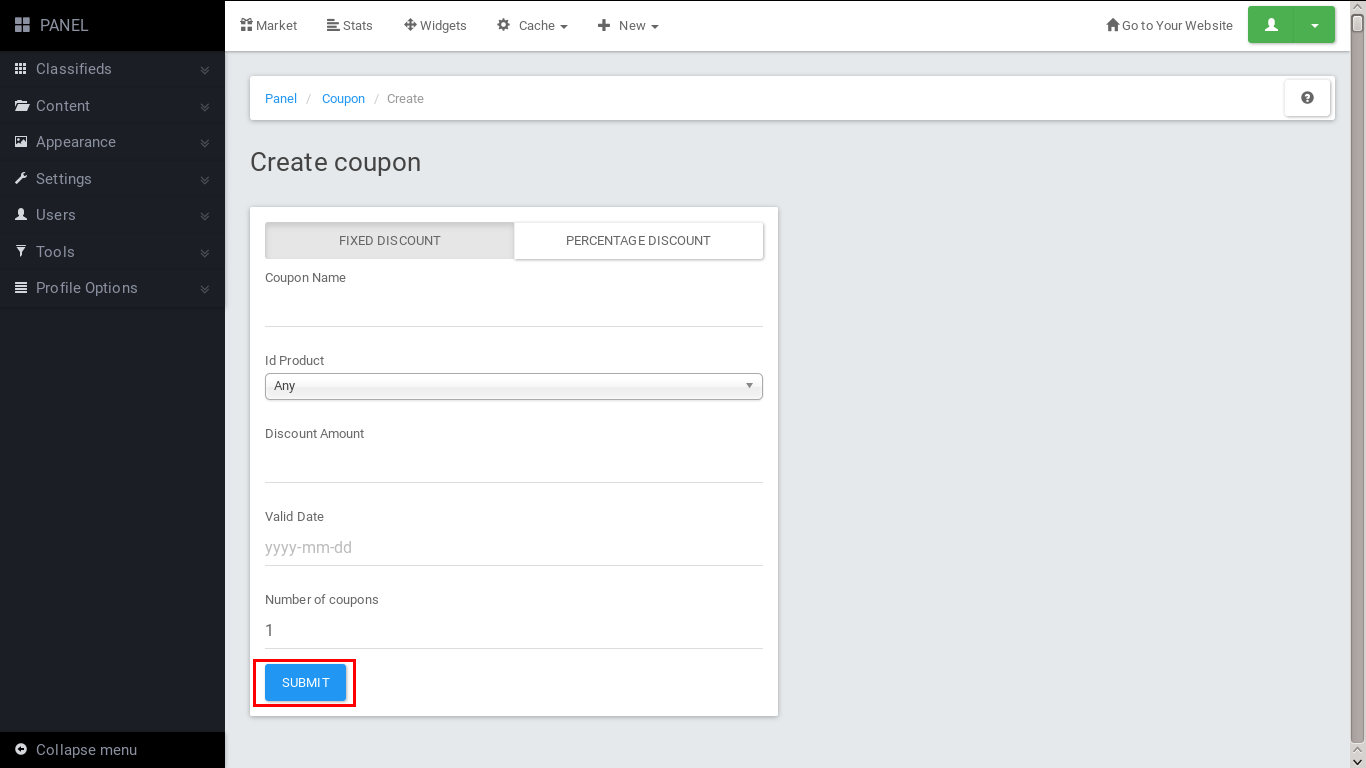 PANEL
Market
Stats
Widgets
Cache
New
Go to Your Website
Classifieds
Content
Appearance
Settings
Users
Tools
Profile Options
Collapse menu
Panel / Coupon / Create
Create coupon
FIXED DISCOUNT
PERCENTAGE DISCOUNT
Coupon Name
Id Product
Any
Discount Amount
Valid Date
yyyy-mm-dd
Number of coupons
1
SUBMIT